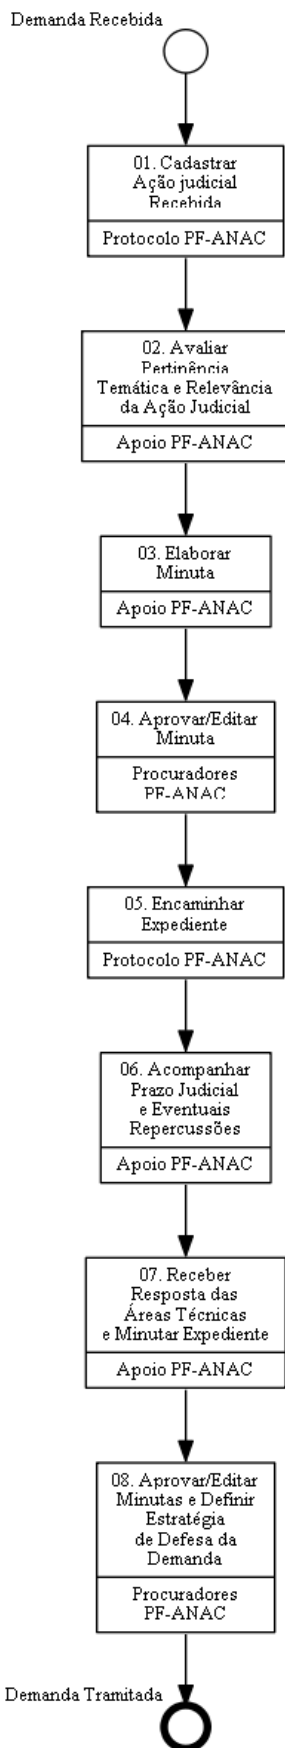 Demanda Recebida
01. Cadastrar
Ação judicial
Recebida
Protocolo PF-ANAC
02. Avaliar
Pertinência
Temática e Relevância
da Ação Judicial
Apoio PF-ANAC
03. Elaborar
Minuta
Apoio PF-ANAC
04. Aprovar/Editar
Minuta
Procuradores
PF-ANAC
05. Encaminhar
Expediente
Protocolo PF-ANAC
06. Acompanhar
Prazo Judicial
e Eventuais
Repercussões
Apoio PF-ANAC
07. Receber
Resposta das
Áreas Técnicas
e Minutar Expediente
Apoio PF-ANAC
08. Aprovar/Editar
Minutas e Definir
Estratégia
de Defesa da
Demanda
Procuradores
PF-ANAC
Demanda Tramitada